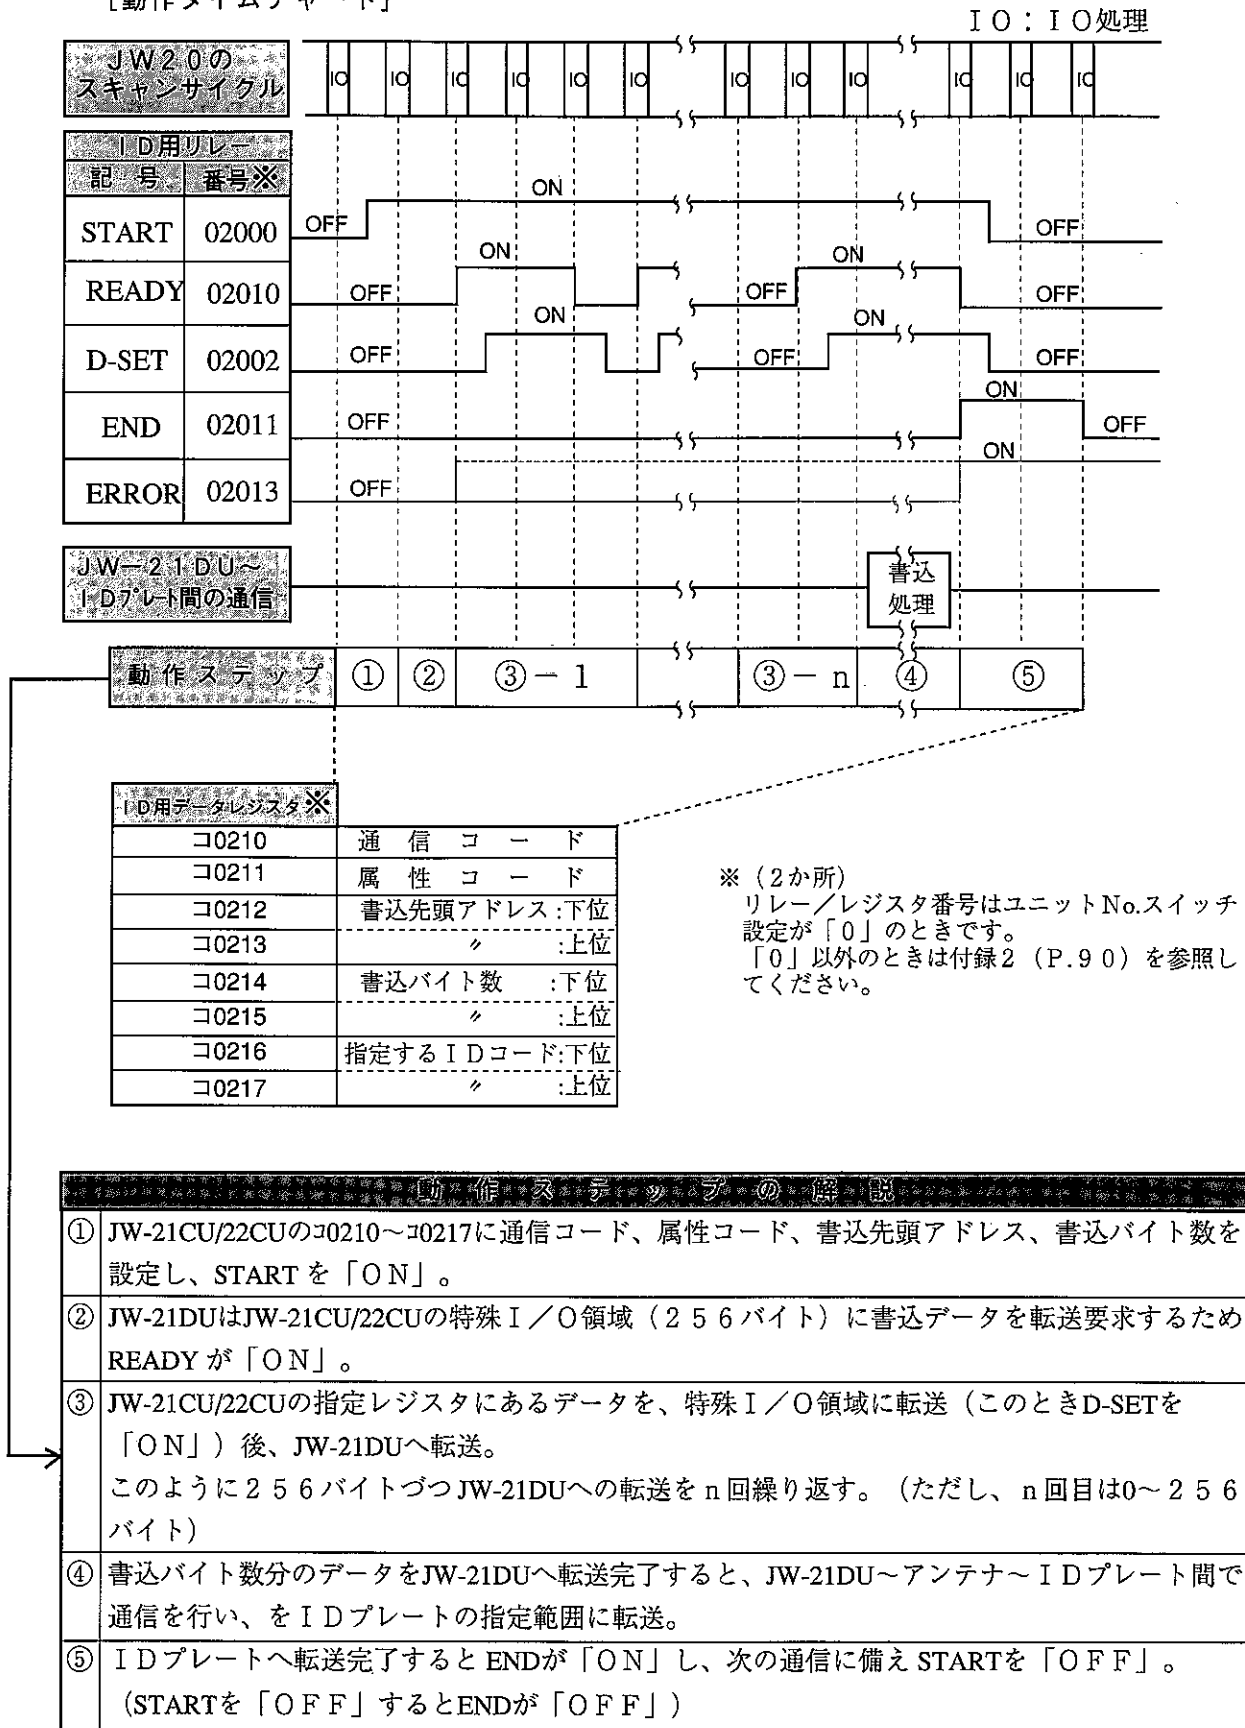 [動作タイムチャート]
ＩＯ：ＩＯ処理
ＪＷ２０の
スキャンサイクル
IO IO IO IO IO IO IO IO IO IO IO IO
ＩＤ用リレー
記号 番号※
START 02000 OFF ON OFF
READY 02010 OFF ON OFF ON OFF
D-SET 02002 OFF ON OFF ON OFF
END 02011 OFF ON OFF
ERROR 02013 OFF ON
ＪＷ－２１ＤＵ～
ＩＤﾌﾟﾚｰﾄ間の通信
書込
処理
動作ステップ ① ② ③－１ ③－ｎ ④ ⑤
ＩＤ用データレジスタ※
コ0210 通信コード
コ0211 属性コード
コ0212 書込先頭アドレス:下位
コ0213 〃 :上位
コ0214 書込バイト数 :下位
コ0215 〃 :上位
コ0216 指定するＩＤコード:下位
コ0217 〃 :上位
※（2か所）
リレー／レジスタ番号はユニットNo.スイッチ
設定が「０」のときです。
「０」以外のときは付録２（P.９０）を参照し
てください。
動作ステップの解説
① JW-21CU/22CUのｺ0210～ｺ0217に通信コード、属性コード、書込先頭アドレス、書込バイト数を
設定し、START を「ＯＮ」。
② JW-21DUはJW-21CU/22CUの特殊Ｉ／Ｏ領域（２５６バイト）に書込データを転送要求するため
READY が「ＯＮ」。
③ JW-21CU/22CUの指定レジスタにあるデータを、特殊Ｉ／Ｏ領域に転送（このときD-SETを
「ＯＮ」）後、JW-21DUへ転送。
このように２５６バイトづつ JW-21DUへの転送をｎ回繰り返す。（ただし、ｎ回目は0～２５６
バイト）
④ 書込バイト数分のデータをJW-21DUへ転送完了すると、JW-21DU～アンテナ～ＩＤプレート間で
通信を行い、をＩＤプレートの指定範囲に転送。
⑤ ＩＤプレートへ転送完了すると ENDが「ＯＮ」し、次の通信に備え STARTを「ＯＦＦ」。
（STARTを「ＯＦＦ」するとENDが「ＯＦＦ」）